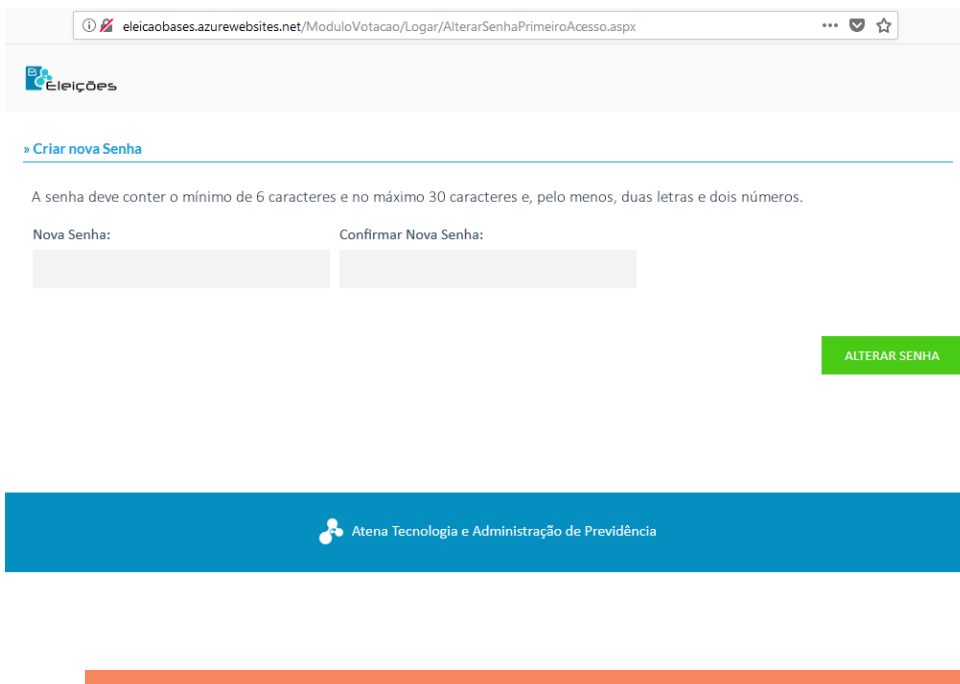 eleicaobases.azurewebsites.net/ModuloVotacao/Logar/AlterarSenhaPrimeiroAcesso.aspx
Eleições
» Criar nova Senha
A senha deve conter o mínimo de 6 caracteres e no máximo 30 caracteres e, pelo menos, duas letras e dois números.
Nova Senha: Confirmar Nova Senha:
ALTERAR SENHA
Atena Tecnologia e Administração de Previdência